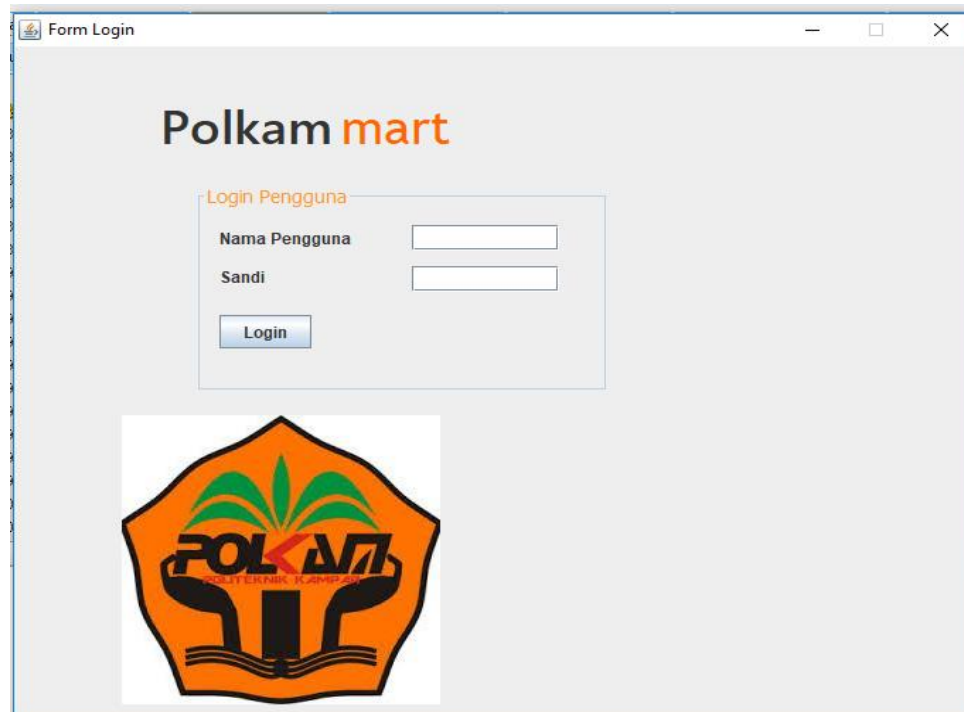 Form Login
Polkam mart
Login Pengguna
Nama Pengguna
Sandi
Login
POLKAM
POLITEKNIK KAMPAR